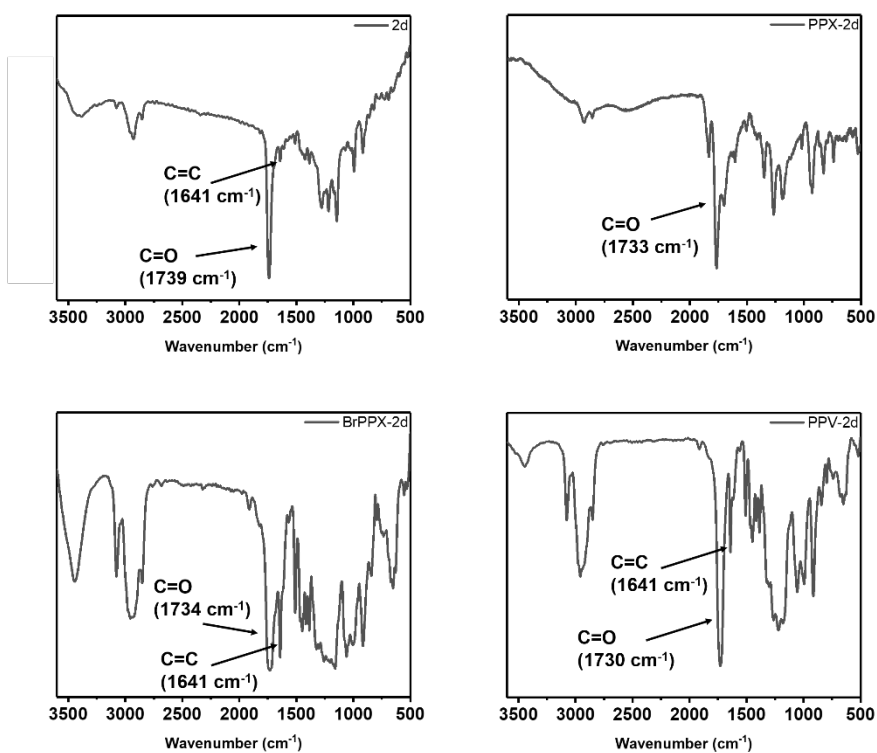 2d
C=C
(1641 cm⁻¹)
C=O
(1739 cm⁻¹)
3500 3000 2500 2000 1500 1000 500
Wavenumber (cm⁻¹)
PPX-2d
C=O
(1733 cm⁻¹)
3500 3000 2500 2000 1500 1000 500
Wavenumber (cm⁻¹)
BrPPX-2d
C=O
(1734 cm⁻¹)
C=C
(1641 cm⁻¹)
3500 3000 2500 2000 1500 1000 500
Wavenumber (cm⁻¹)
PPV-2d
C=C
(1641 cm⁻¹)
C=O
(1730 cm⁻¹)
3500 3000 2500 2000 1500 1000 500
Wavenumber (cm⁻¹)